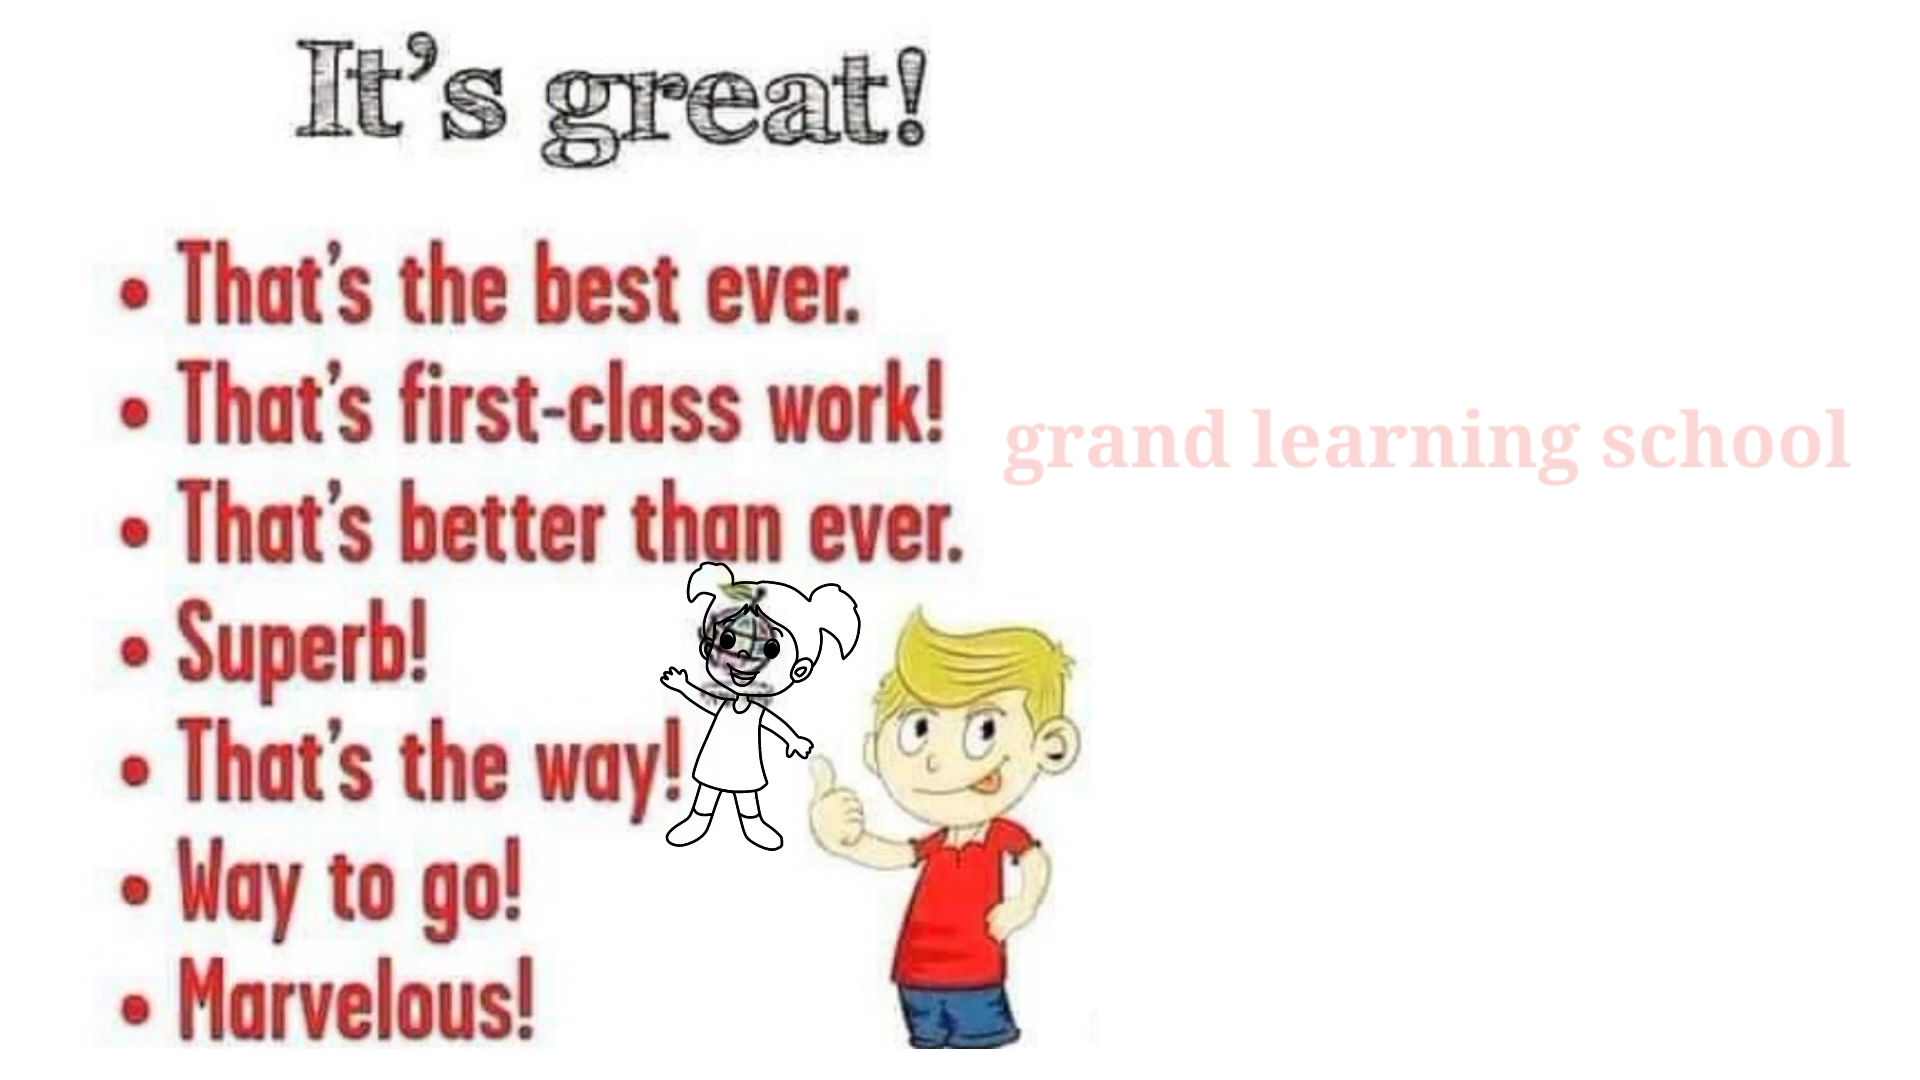 It's great!
• That's the best ever.
• That's first-class work!
grand learning school
• That's better than ever.
• Superb!
• That's the way!
• Way to go!
• Marvelous!